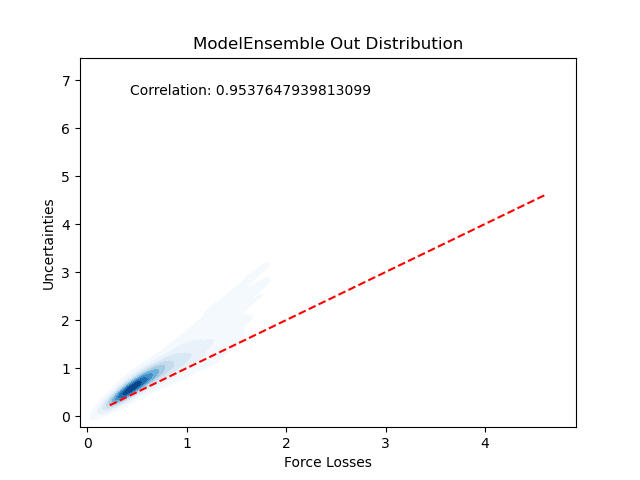 ModelEnsemble Out Distribution
Correlation: 0.9537647939813099
Uncertainties
7
6
5
4
3
2
1
0
0 1 2 3 4
Force Losses